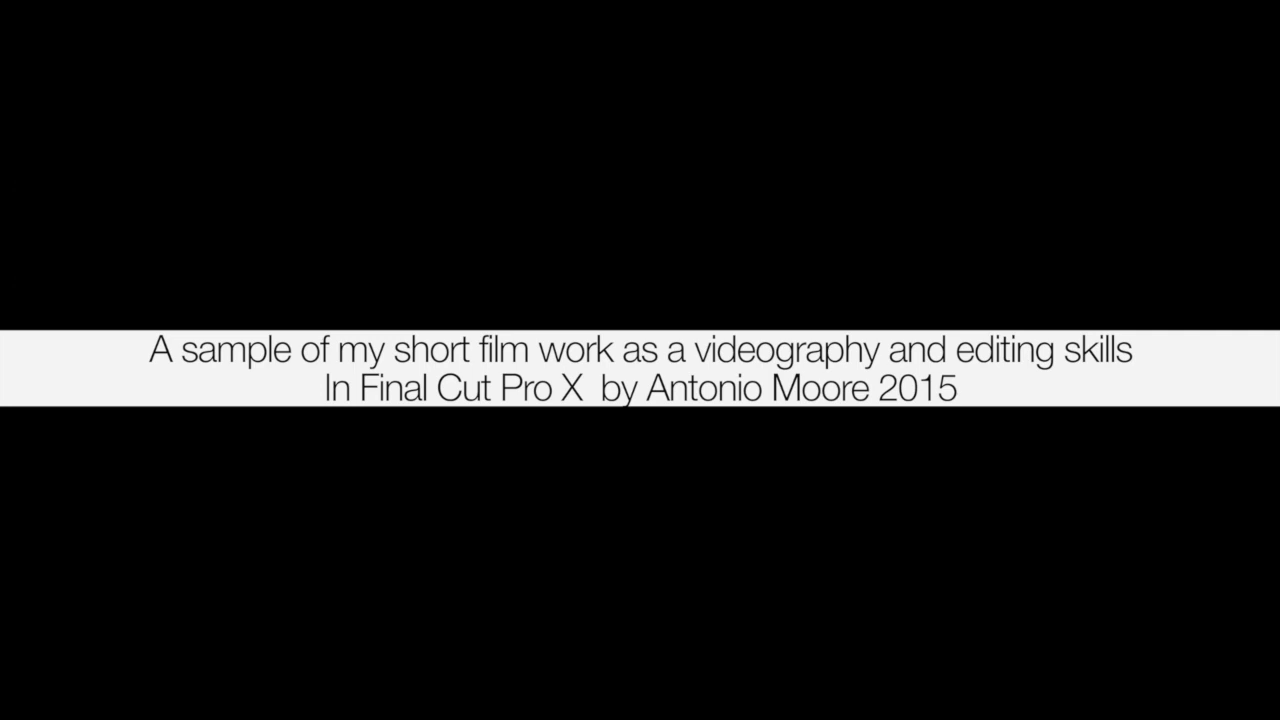 A sample of my short film work as a videography and editing skills
In Final Cut Pro X  by Antonio Moore 2015